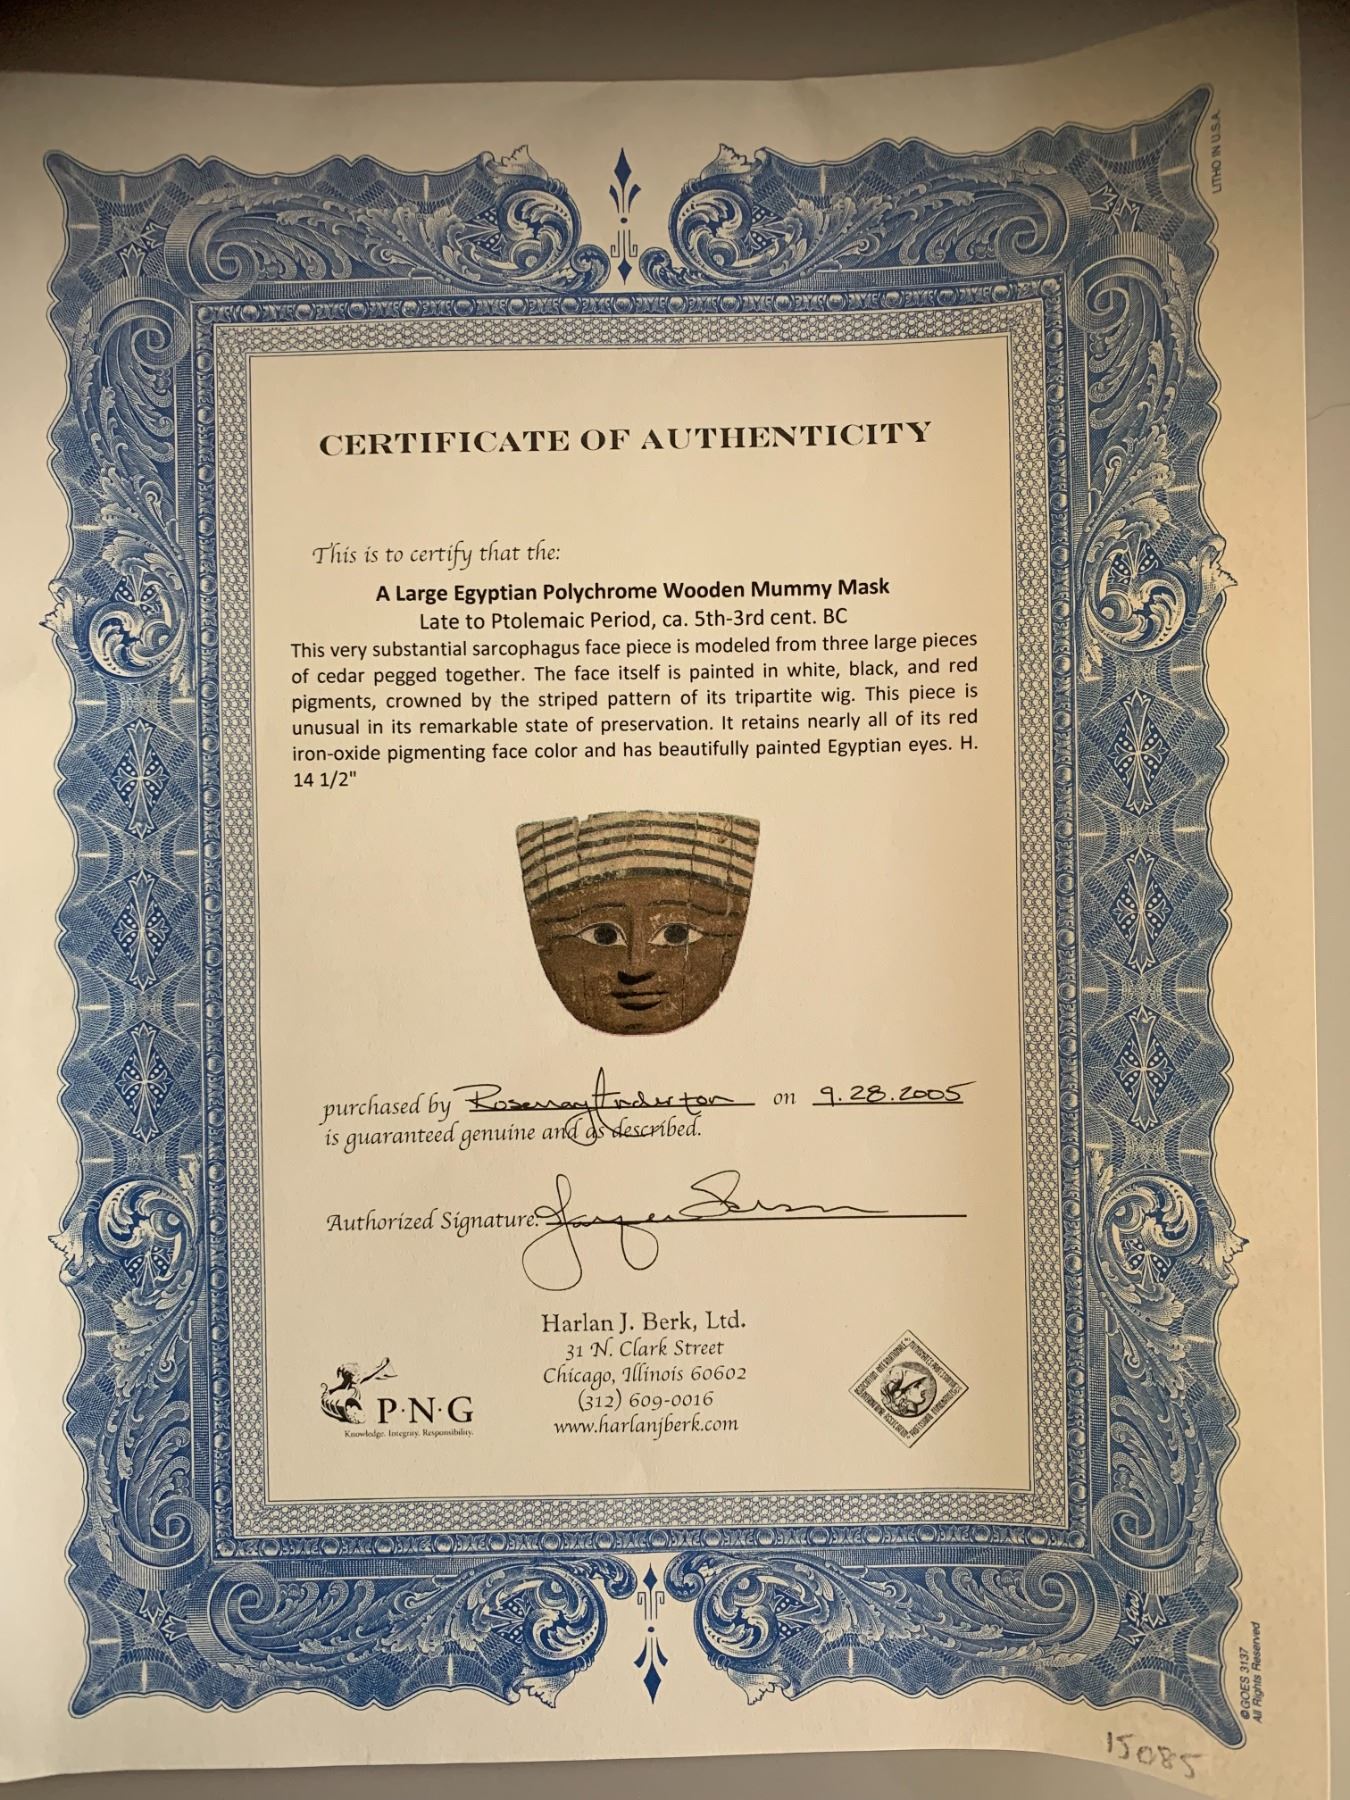 LITHO IN U.S.A.
CERTIFICATE OF AUTHENTICITY
This is to certify that the:
A Large Egyptian Polychrome Wooden Mummy Mask
Late to Ptolemaic Period, ca. 5th-3rd cent. BC
This very substantial sarcophagus face piece is modeled from three large pieces
of cedar pegged together. The face itself is painted in white, black, and red
pigments, crowned by the striped pattern of its tripartite wig. This piece is
unusual in its remarkable state of preservation. It retains nearly all of its red
iron-oxide pigmenting face color and has beautifully painted Egyptian eyes. H.
14 1/2"
purchased by Rosemary Anderton on 9.28.2005
is guaranteed genuine and as described.
Authorized Signature:
Harlan J. Berk, Ltd.
31 N. Clark Street
Chicago, Illinois 60602
(312) 609-0016
www.harlanjberk.com
P·N·G
Knowledge. Integrity. Responsibility.
©GOES 3137
All Rights Reserved
15085